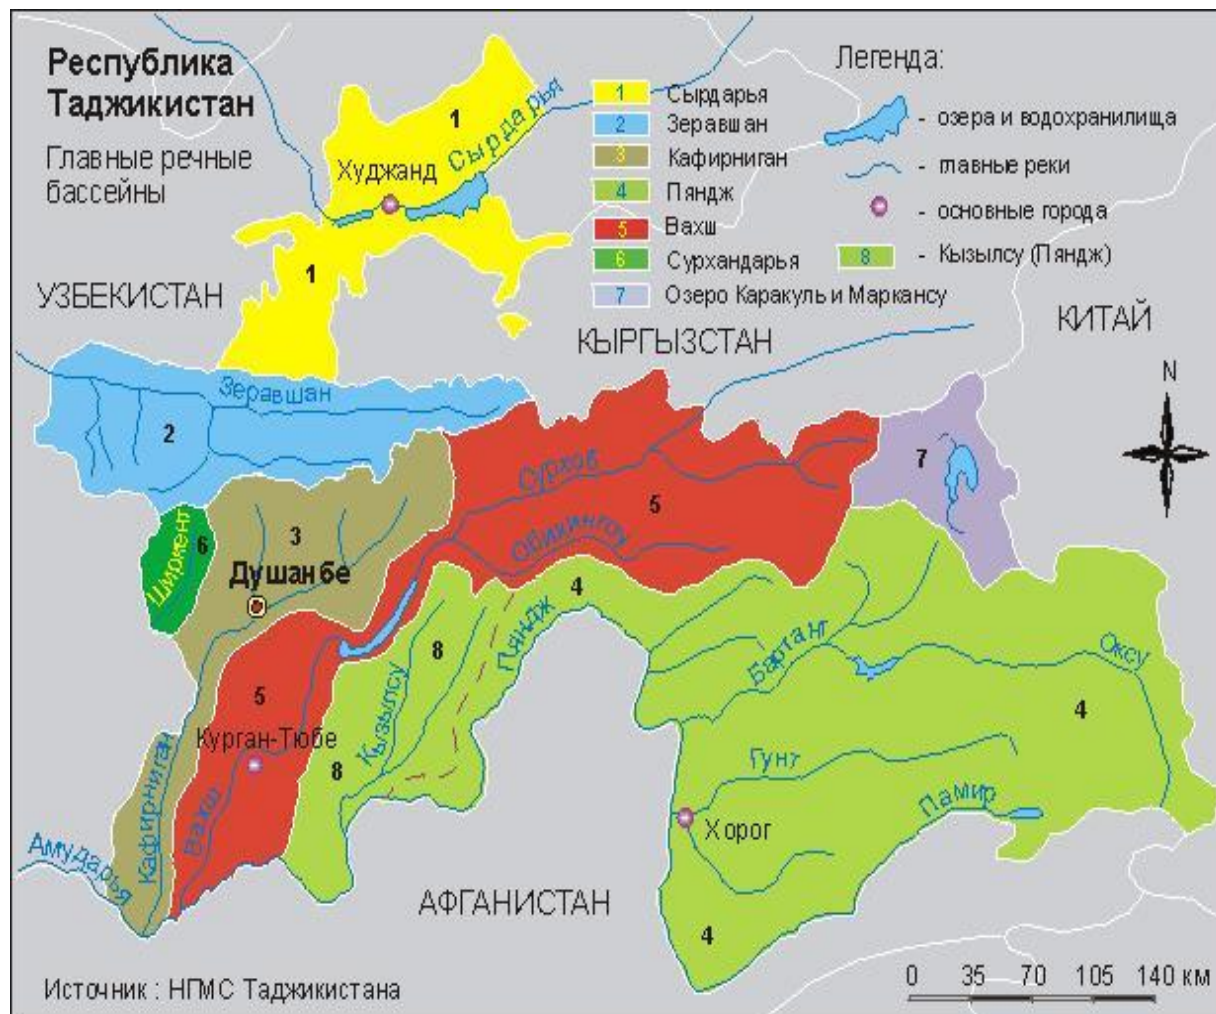 Республика
Таджикистан
Главные речные
бассейны
Легенда:
1 Сырдарья
2 Зеравшан
3 Кафирниган
4 Пяндж
5 Вахш
6 Сурхандарья
7 Озеро Каракуль и Маркансу
- озера и водохранилища
- главные реки
- основные города
8 - Кызылсу (Пяндж)
1
Сырдарья
Худжанд
1
УЗБЕКИСТАН
КЫРГЫЗСТАН
КИТАЙ
N
Зеравшан
2
7
Сурхоб
5
Обихингоу
3
6
Ширкент
Душанбе
4
Пяндж
8
Кызылсу
8
5
Курган-Тюбе
Вахш
Кафирниган
Амударья
Бартанг
Оксу
4
Гунт
Памир
Хорог
4
АФГАНИСТАН
Источник : НГМС Таджикистана
0 35 70 105 140 км